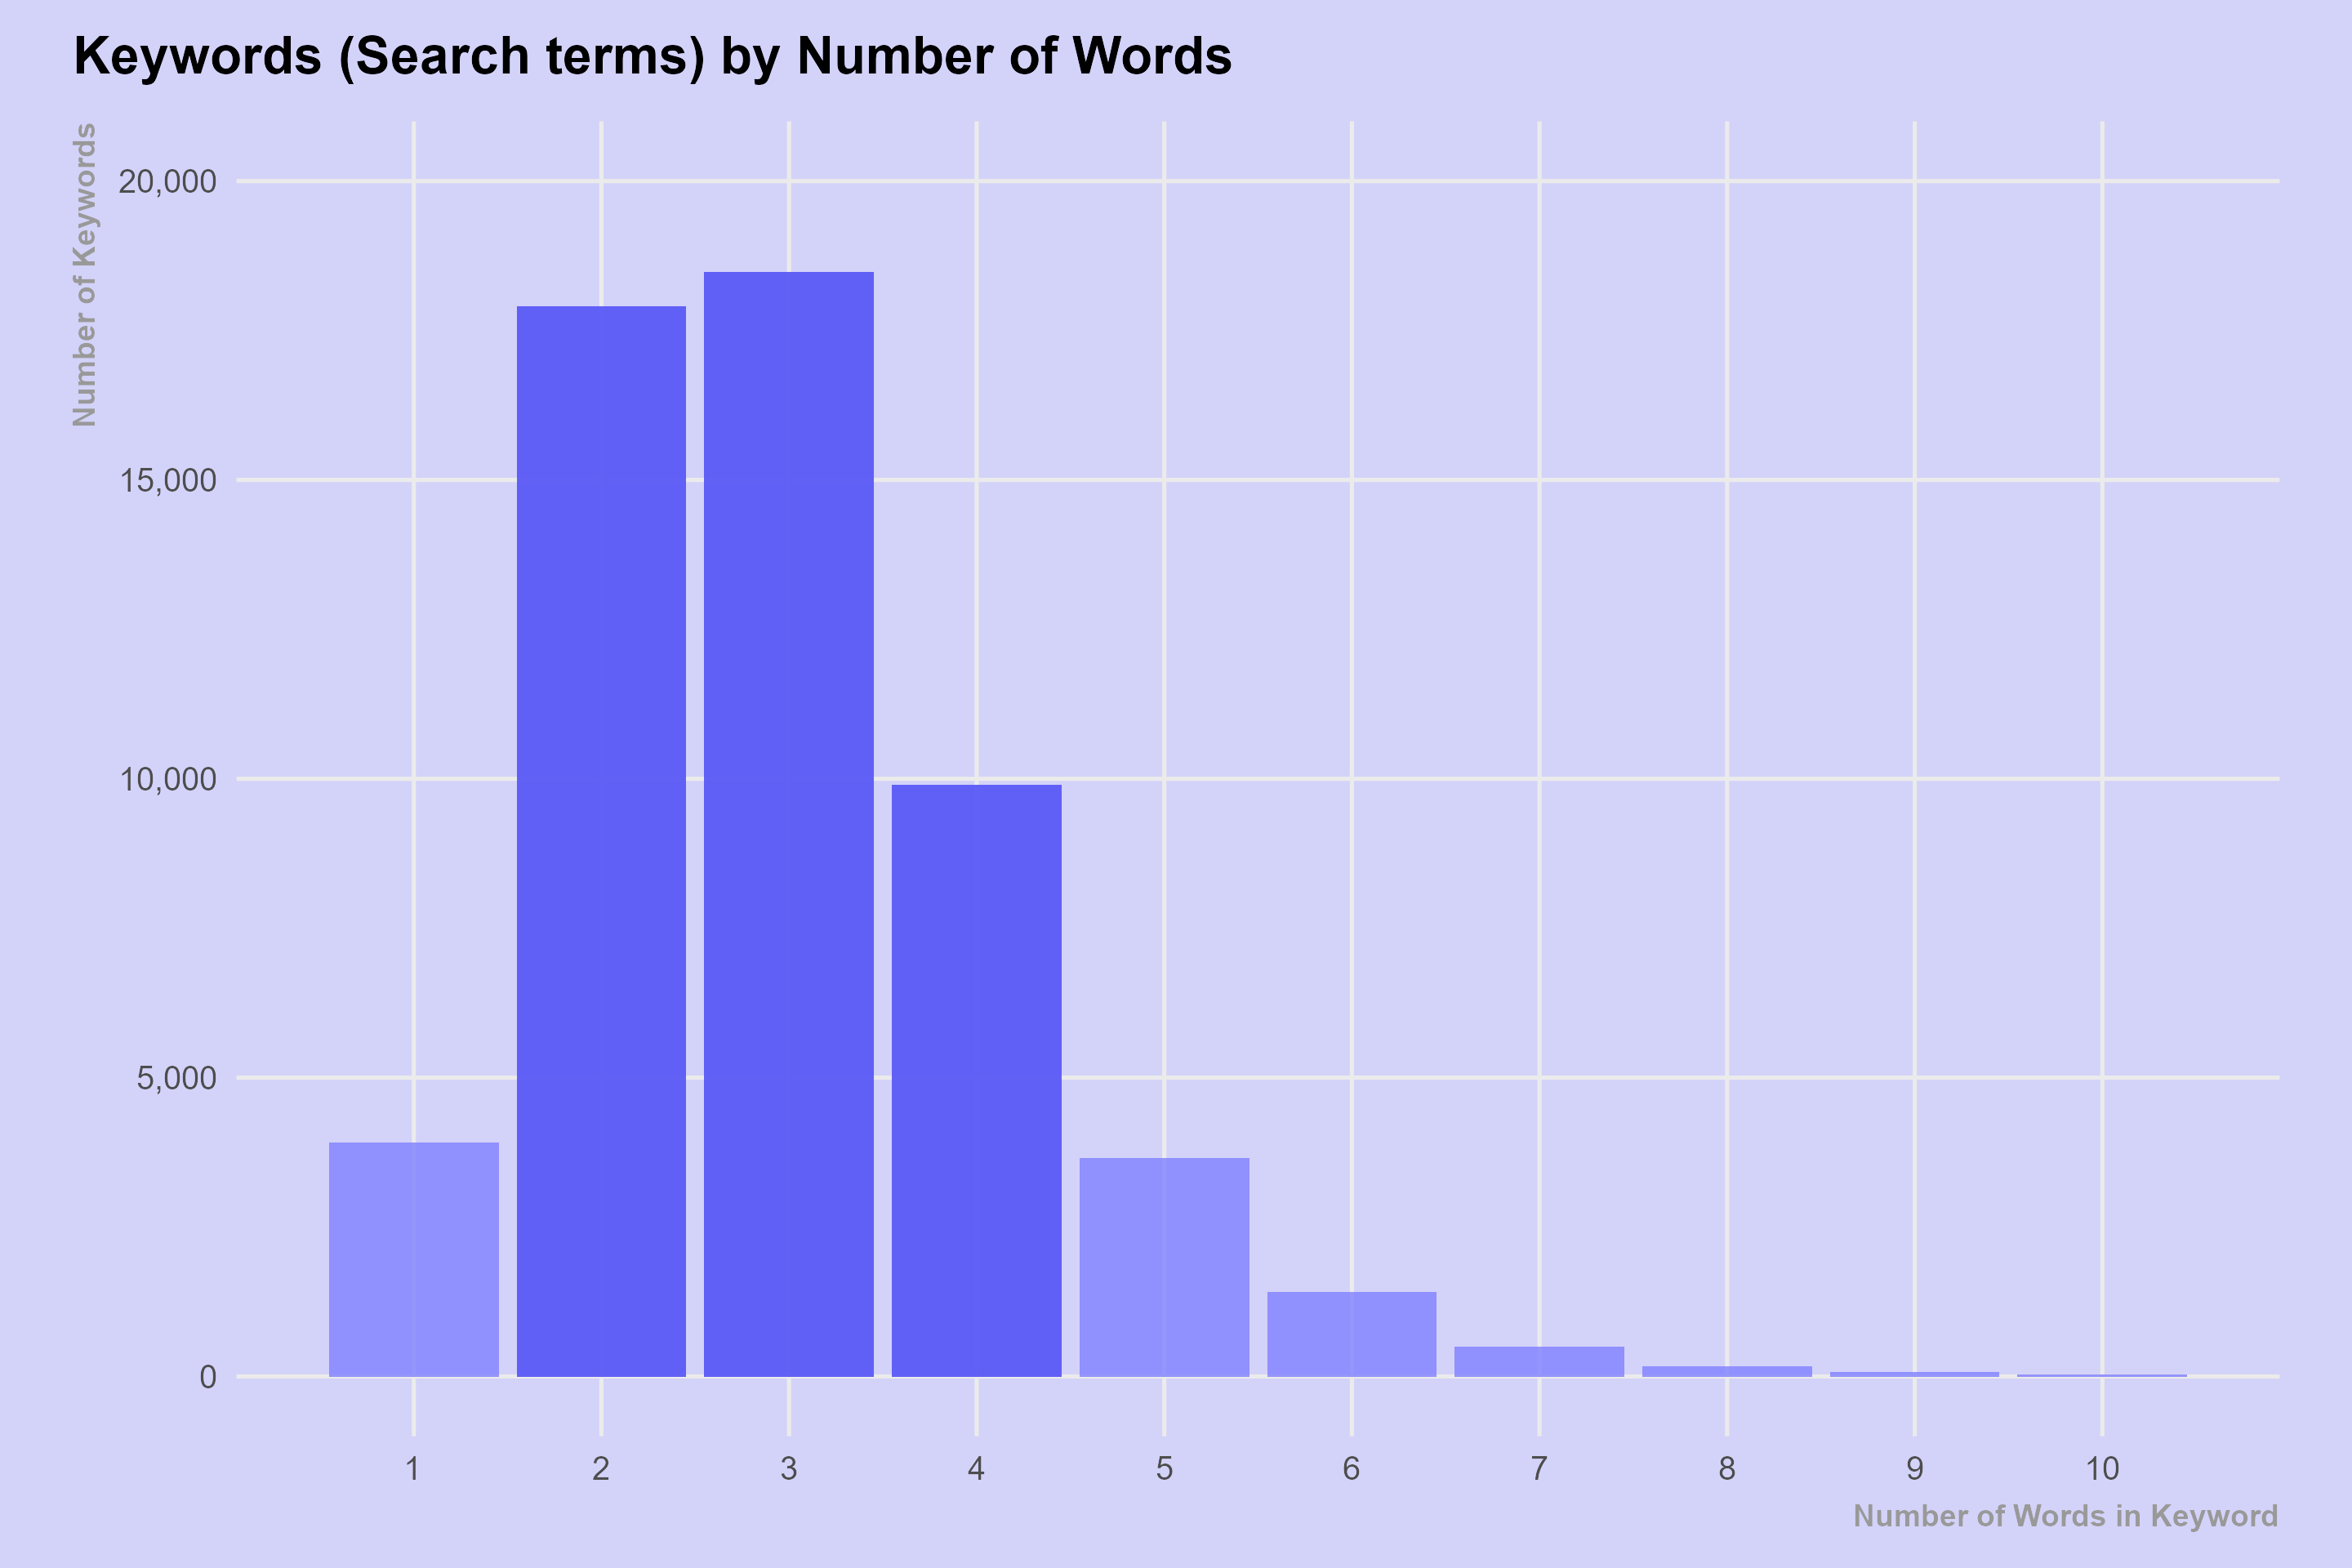 Keywords (Search terms) by Number of Words
Number of Keywords
20,000
15,000
10,000
5,000
0
1 2 3 4 5 6 7 8 9 10
Number of Words in Keyword